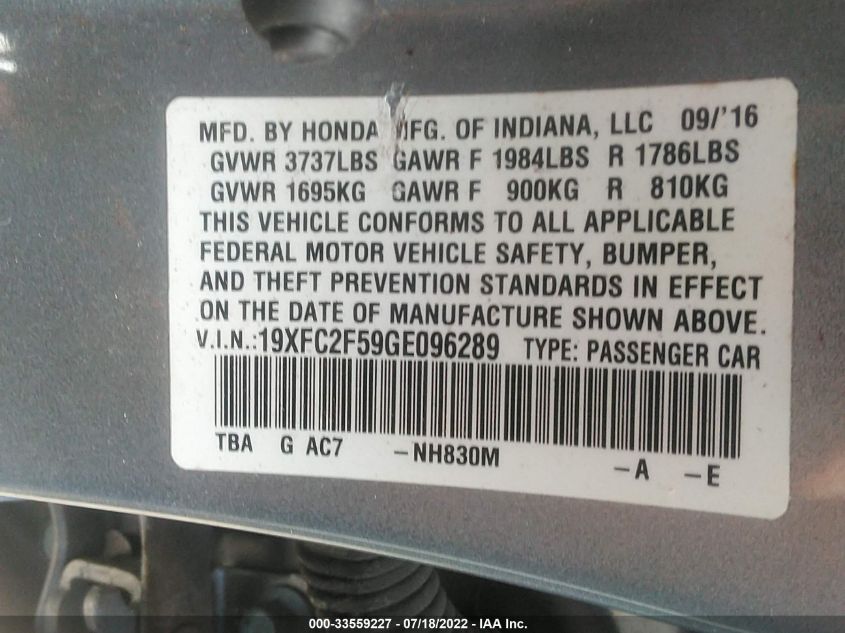 MFD. BY HONDA MFG. OF INDIANA, LLC 09/'16
GVWR 3737LBS GAWR F 1984LBS R 1786LBS
GVWR 1695KG GAWR F 900KG R 810KG
THIS VEHICLE CONFORMS TO ALL APPLICABLE
FEDERAL MOTOR VEHICLE SAFETY, BUMPER,
AND THEFT PREVENTION STANDARDS IN EFFECT
ON THE DATE OF MANUFACTURE SHOWN ABOVE.
V.I.N.:19XFC2F59GE096289 TYPE: PASSENGER CAR
TBA G AC7 -NH830M -A -E
000-33559227 - 07/18/2022 - IAA Inc.